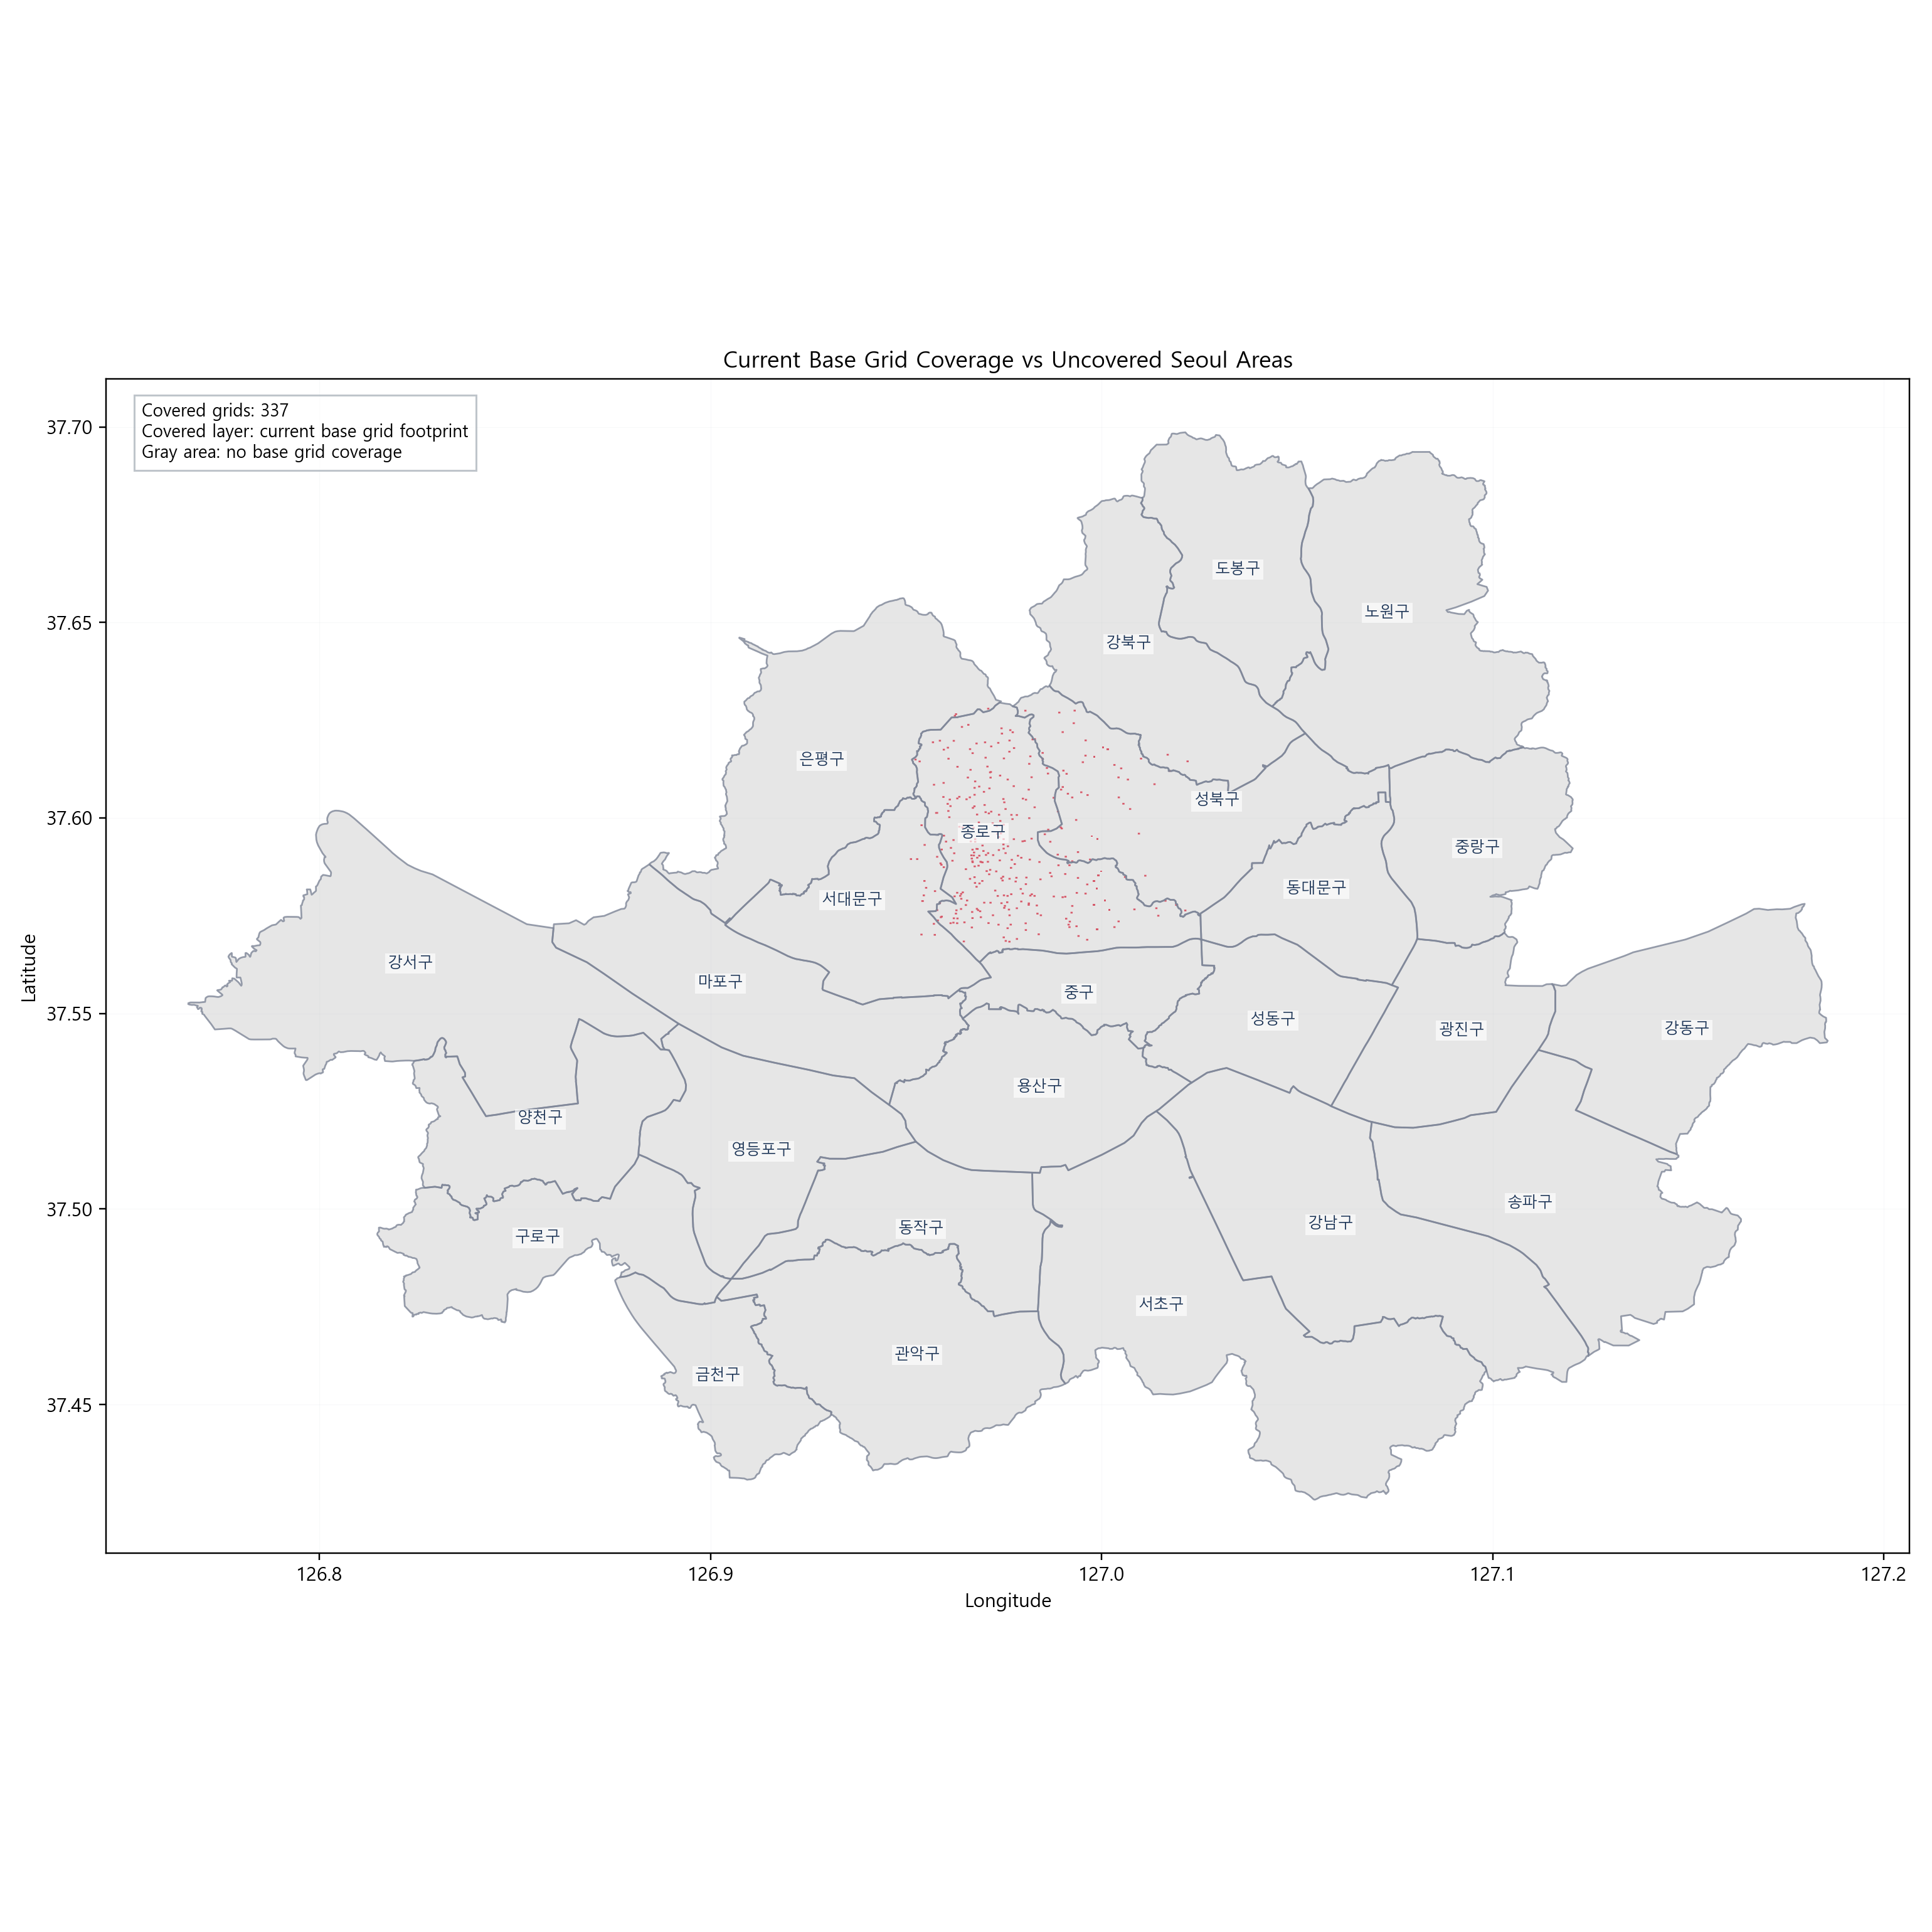 Current Base Grid Coverage vs Uncovered Seoul Areas
Covered grids: 337
Covered layer: current base grid footprint
Gray area: no base grid coverage
37.70
37.65
37.60
37.55
37.50
37.45
Latitude
도봉구
노원구
강북구
은평구
성북구
종로구
중랑구
동대문구
서대문구
강서구
마포구
중구
성동구
광진구
강동구
용산구
양천구
영등포구
송파구
강남구
동작구
구로구
서초구
관악구
금천구
126.8
126.9
127.0
127.1
127.2
Longitude